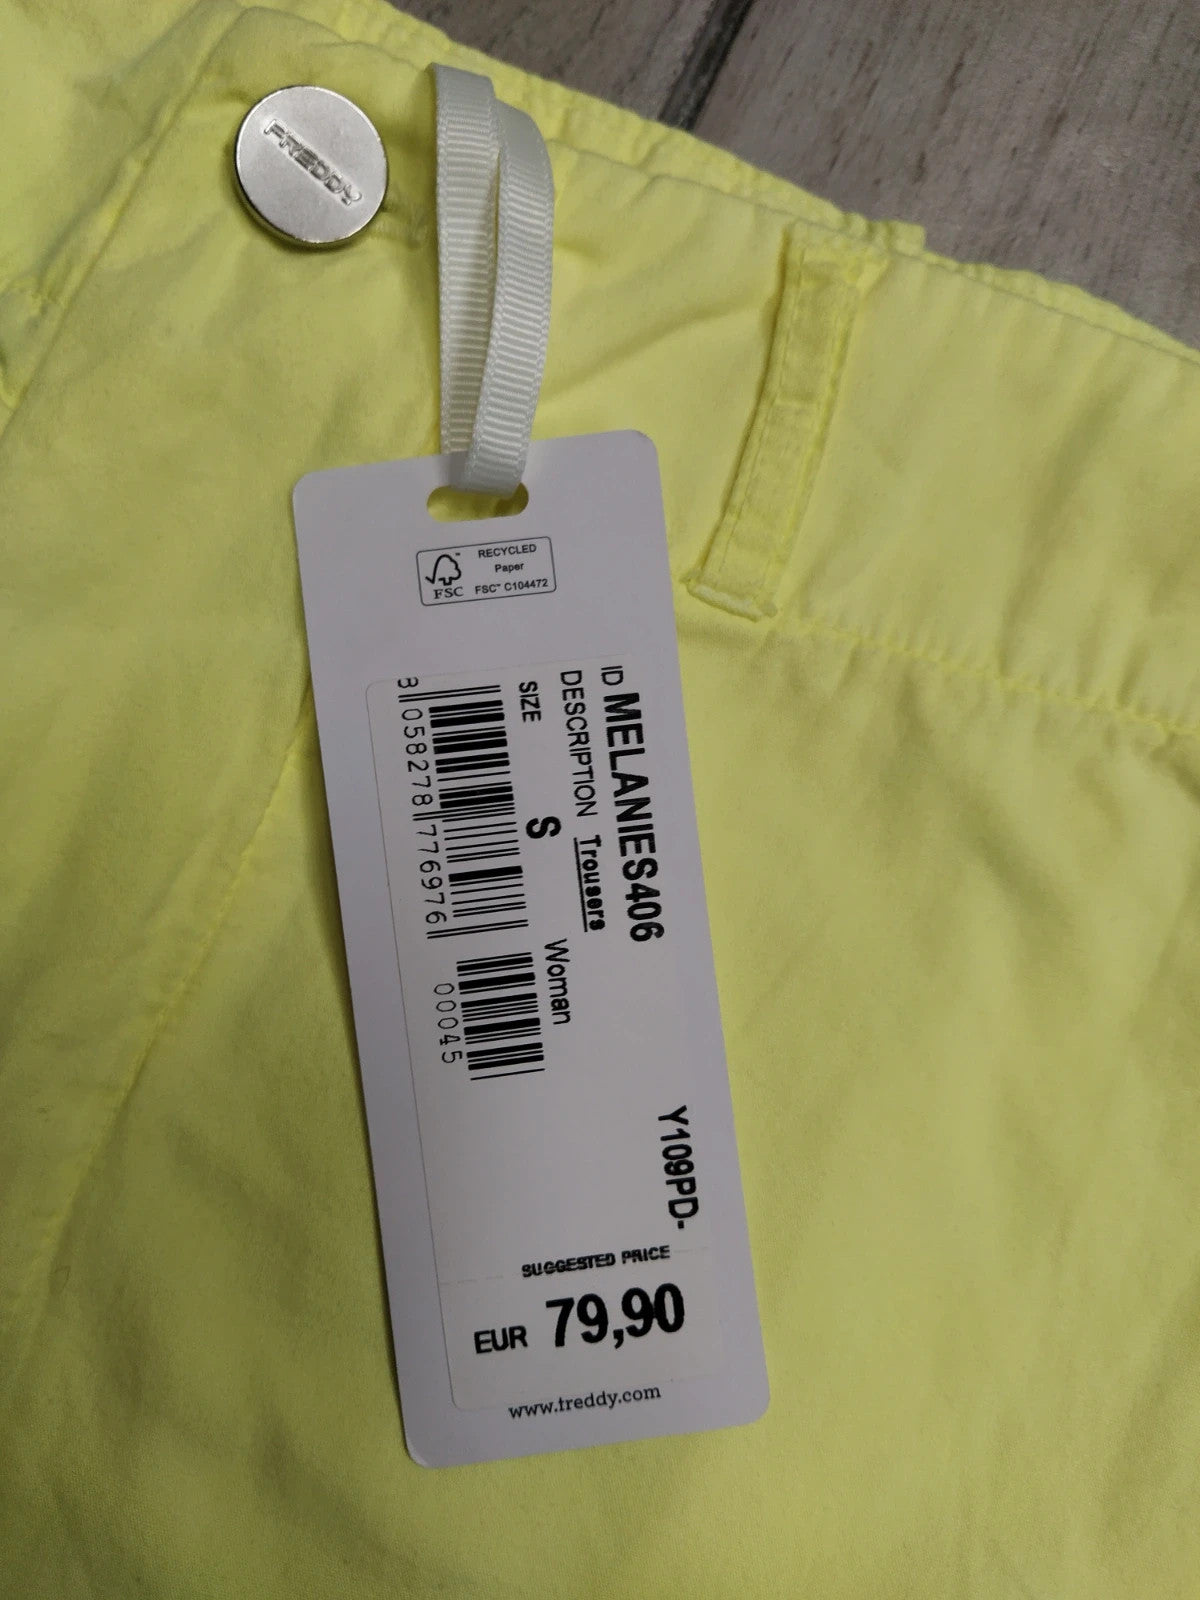 FREDDY
RECYCLED
Paper
FSC™ C104472
FSC
ID MELANIES406
Y109PD-
DESCRIPTION Trousers
SIZE S Woman
3 058278 776976
00045
SUGGESTED PRICE
EUR 79,90
www.freddy.com